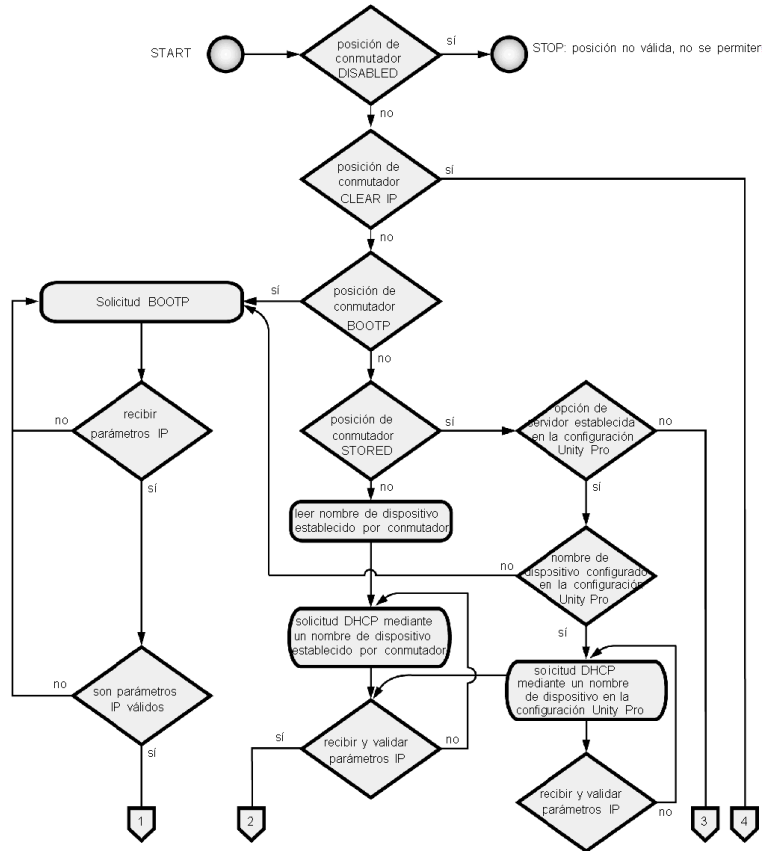 START
posición de
conmutador
DISABLED
sí
STOP: posición no válida, no se permiten
no
posición de
conmutador
CLEAR IP
sí
no
Solicitud BOOTP
sí
posición de
conmutador
BOOTP
no
recibir
parámetros IP
no
sí
posición de
conmutador
STORED
sí
no
opción de
servidor establecida
en la configuración
Unity Pro
no
sí
leer nombre de dispositivo
establecido por conmutador
no
nombre de
dispositivo configurado
en la configuración
Unity Pro
sí
solicitud DHCP mediante
un nombre de dispositivo
establecido por conmutador
son parámetros
IP válidos
no
sí
solicitud DHCP
mediante un nombre
de dispositivo en la
configuración Unity Pro
sí
recibir y validar
parámetros IP
no
recibir y validar
parámetros IP
no
1
2
3
4